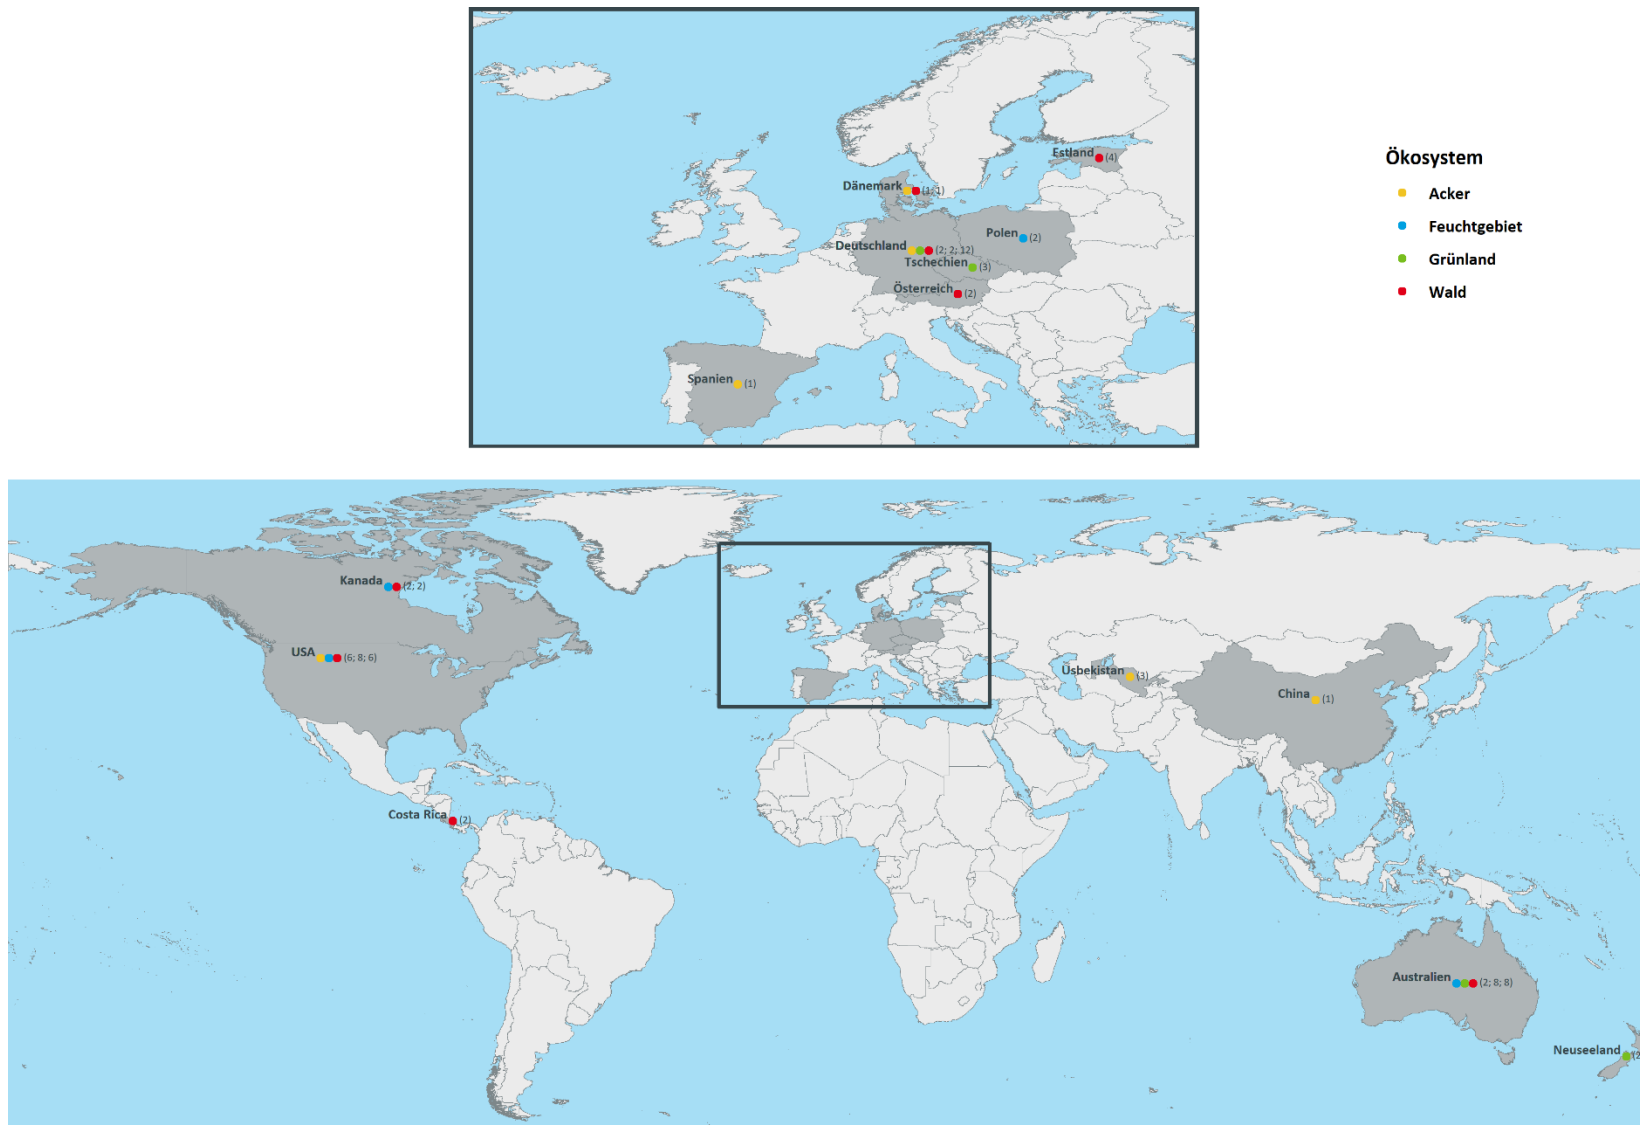 Estland (4)
Dänemark (1; 1)
Polen (2)
Deutschland (2; 2; 12)
Tschechien (3)
Österreich (2)
Spanien (1)
Ökosystem
Acker
Feuchtgebiet
Grünland
Wald
Kanada (2; 2)
USA (6; 8; 6)
Usbekistan (3)
China (1)
Costa Rica (2)
Australien (2; 8; 8)
Neuseeland (2